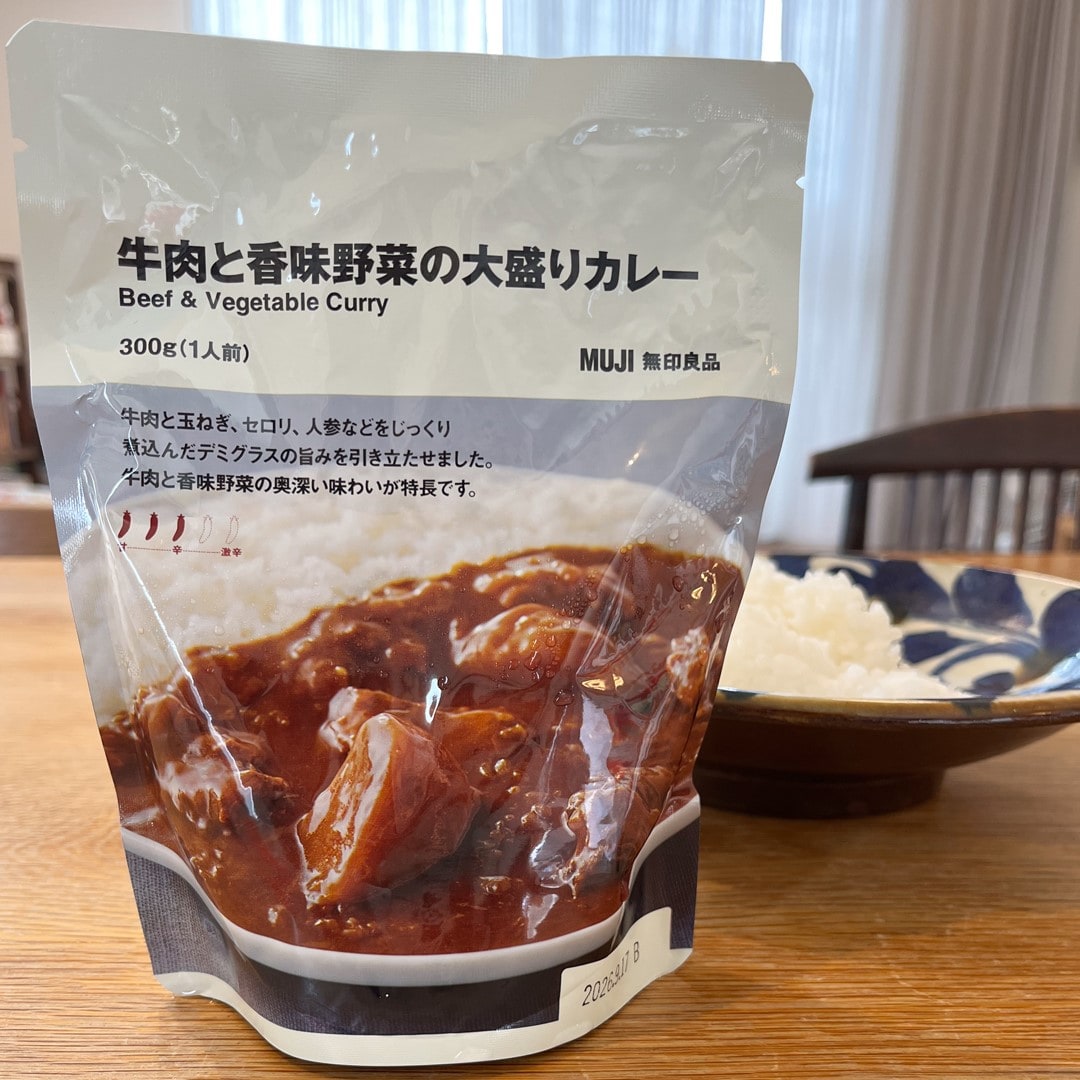 牛肉と香味野菜の大盛りカレー
Beef & Vegetable Curry
300g(1人前)
MUJI 無印良品
牛肉と玉ねぎ、セロリ、人参などをじっくり
煮込んだデミグラスの旨みを引き立たせました。
牛肉と香味野菜の奥深い味わいが特長です。
辛 激辛
2026.9.17 B